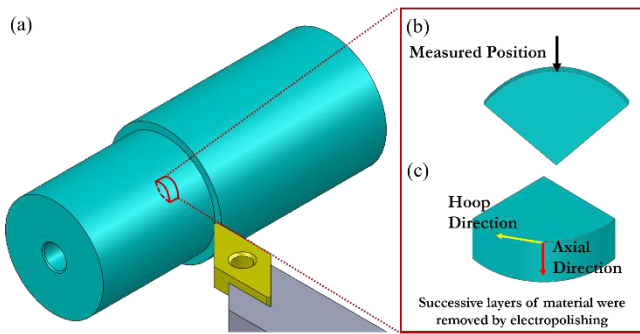 (a)
(b)
Measured Position
(c)
Hoop
Direction
Axial
Direction
Successive layers of material were
removed by electropolishing